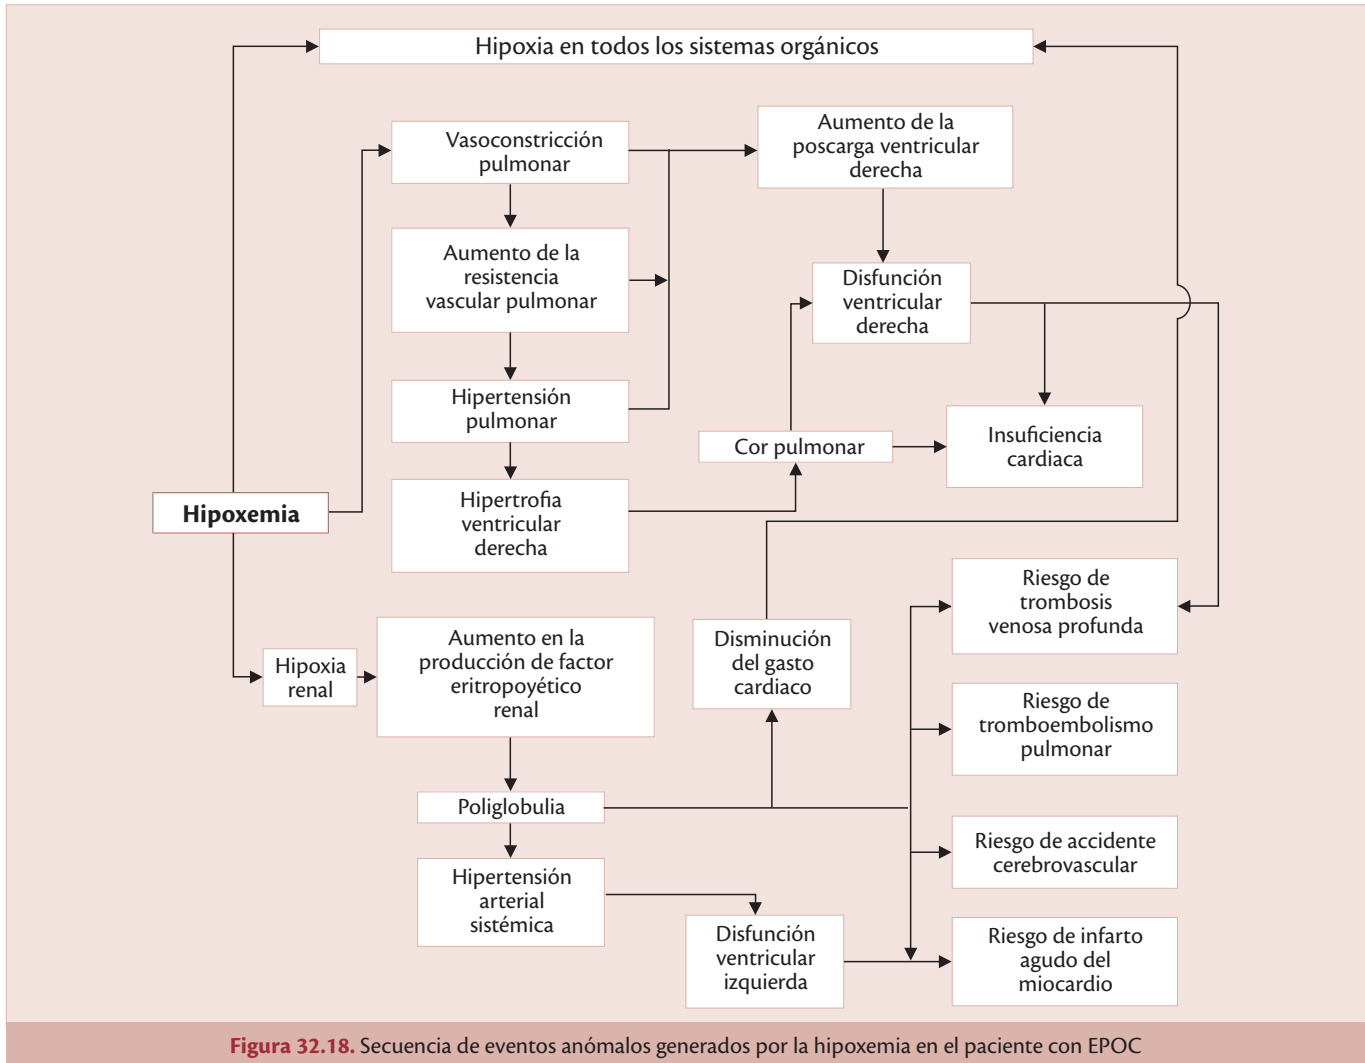 Hipoxia en todos los sistemas orgánicos
Vasoconstricción
pulmonar
Aumento de la
poscarga ventricular
derecha
Aumento de la
resistencia
vascular pulmonar
Disfunción
ventricular
derecha
Hipertensión
pulmonar
Cor pulmonar
Insuficiencia
cardiaca
Hipoxemia
Hipertrofia
ventricular
derecha
Hipoxia
renal
Aumento en la
producción de factor
eritropoyético
renal
Disminución
del gasto
cardiaco
Riesgo de
trombosis
venosa profunda
Riesgo de
tromboembolismo
pulmonar
Poliglobulia
Riesgo de accidente
cerebrovascular
Hipertensión
arterial
sistémica
Disfunción
ventricular
izquierda
Riesgo de infarto
agudo del
miocardio
Figura 32.18. Secuencia de eventos anómalos generados por la hipoxemia en el paciente con EPOC